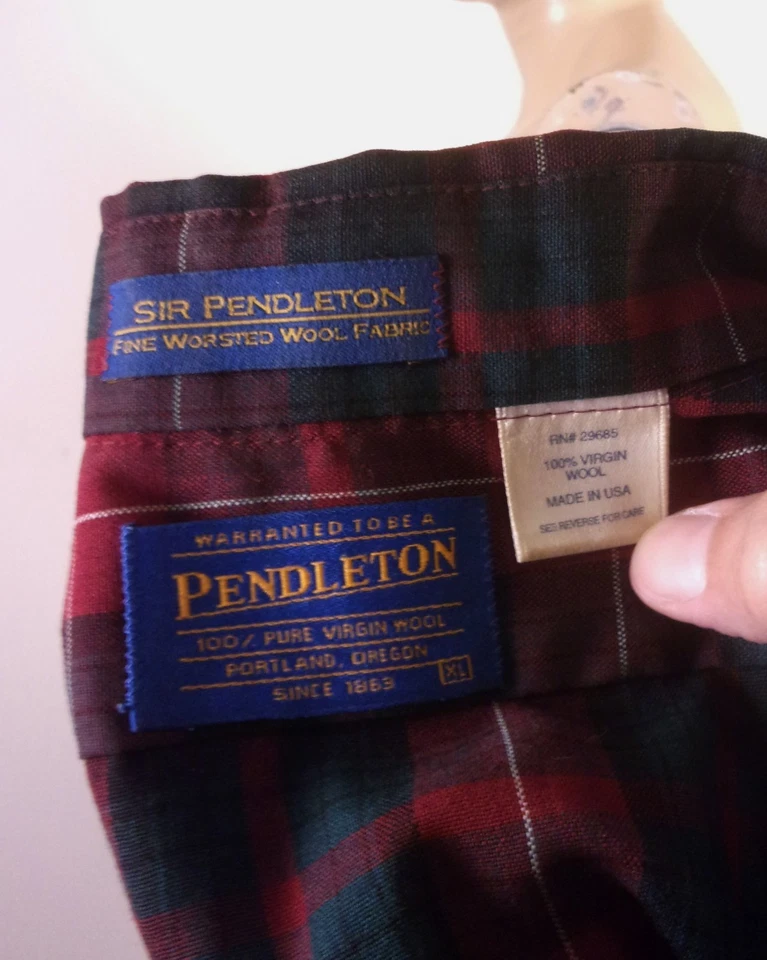 SIR PENDLETON
FINE WORSTED WOOL FABRIC
RN# 29685
100% VIRGIN
WOOL
MADE IN USA
SEE REVERSE FOR CARE
WARRANTED TO BE A
PENDLETON
100% PURE VIRGIN WOOL
PORTLAND, OREGON
SINCE 1863
XL